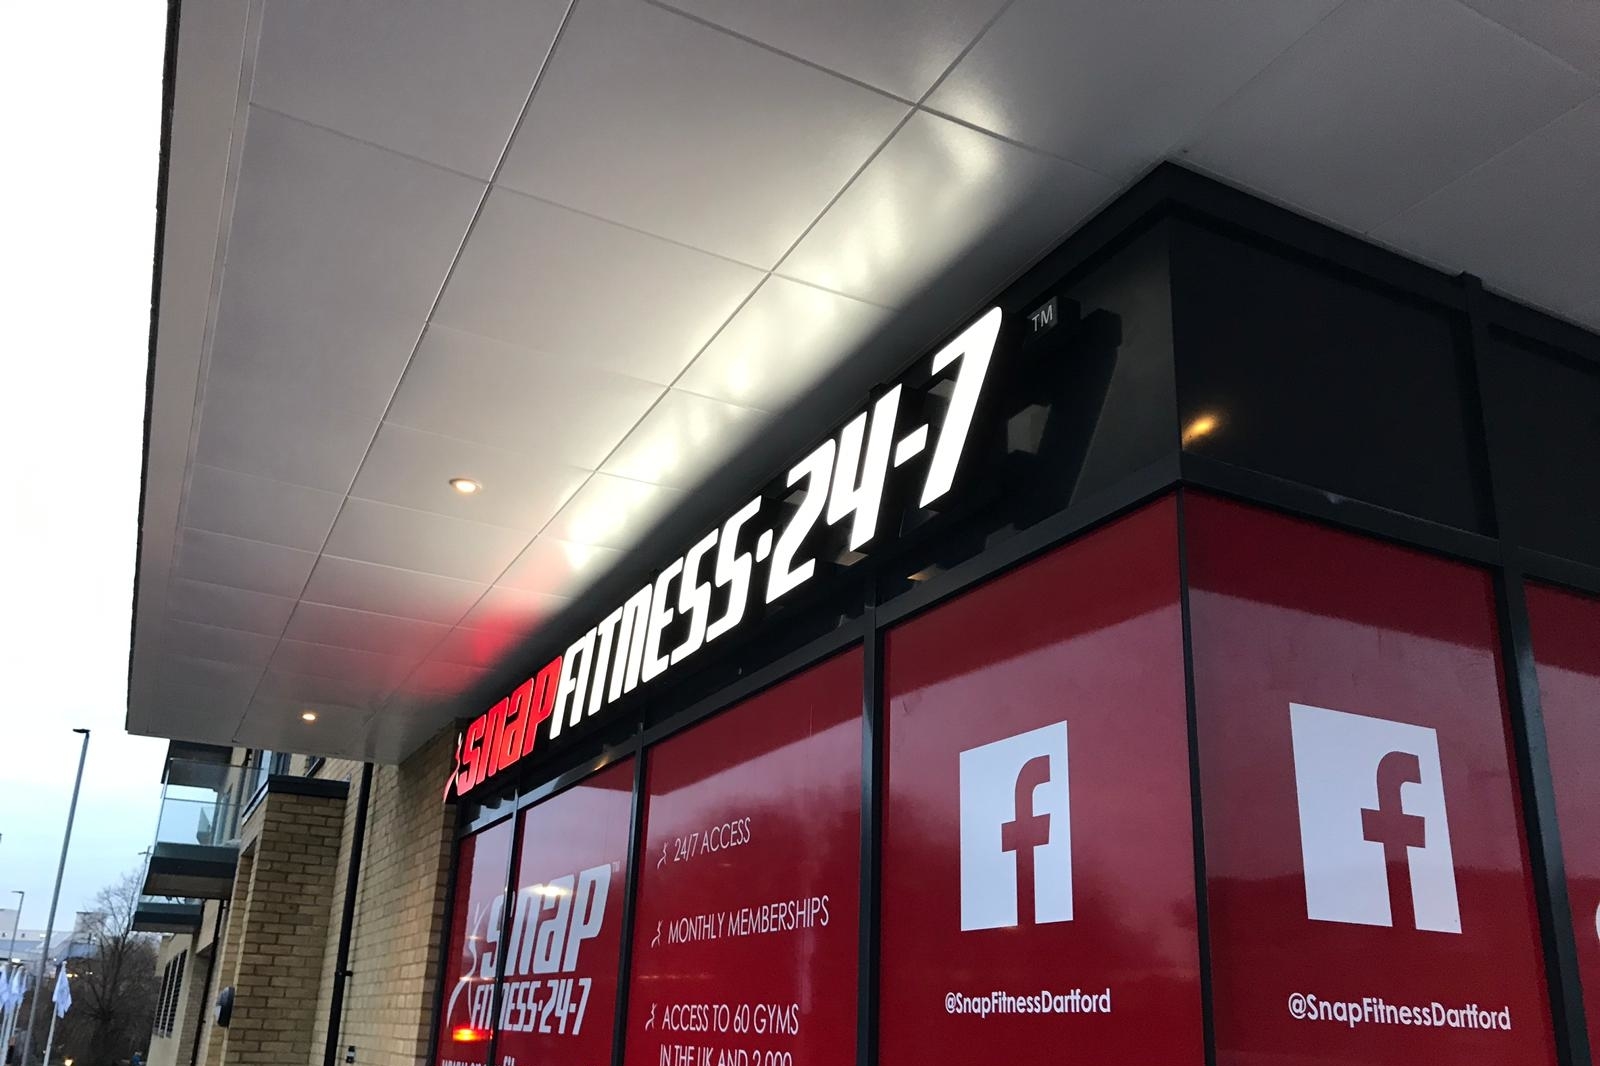 SNAPFITNESS·24-7 ™
SNAP™
FITNESS·24-7
24/7 ACCESS
MONTHLY MEMBERSHIPS
ACCESS TO 60 GYMS
IN THE UK AND 2,000
f
@SnapFitnessDartford
f
@SnapFitnessDartford